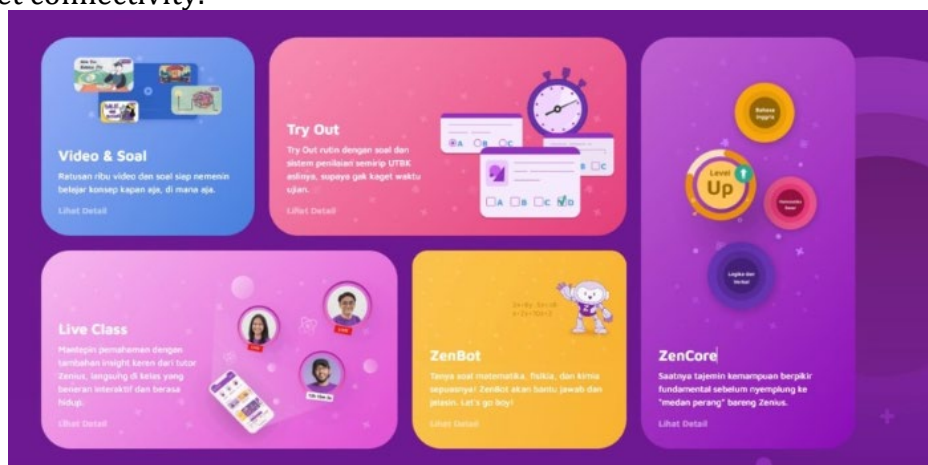 et connectivity.
Video & Soal
Ratusan ribu video dan soal siap nemenin
belajar konsep kapan aja, di mana aja.
Lihat Detail
Try Out
Try Out rutin dengan soal dan
sistem penilaian semirip UTBK
aslinya, supaya gak kaget waktu
ujian.
Lihat Detail
A B C
B C
A B C D
Bahasa
Inggris
Level
Up
Matematika
Dasar
Logika dan
Verbal
Live Class
Mantepin pemahaman dengan
tambahan insight keren dari tutor
Zenius, langsung di kelas yang
beneran interaktif dan berasa
hidup.
Lihat Detail
LIVE
LIVE
ZenBot
Tanya soal matematika, fisika, dan kimia
sepuasnya! ZenBot akan bantu jawab dan
jelasin. Let's go boy!
Lihat Detail
ZenCore
Saatnya tajemin kemampuan berpikir
fundamental sebelum nyemplung ke
"medan perang" bareng Zenius.
Lihat Detail